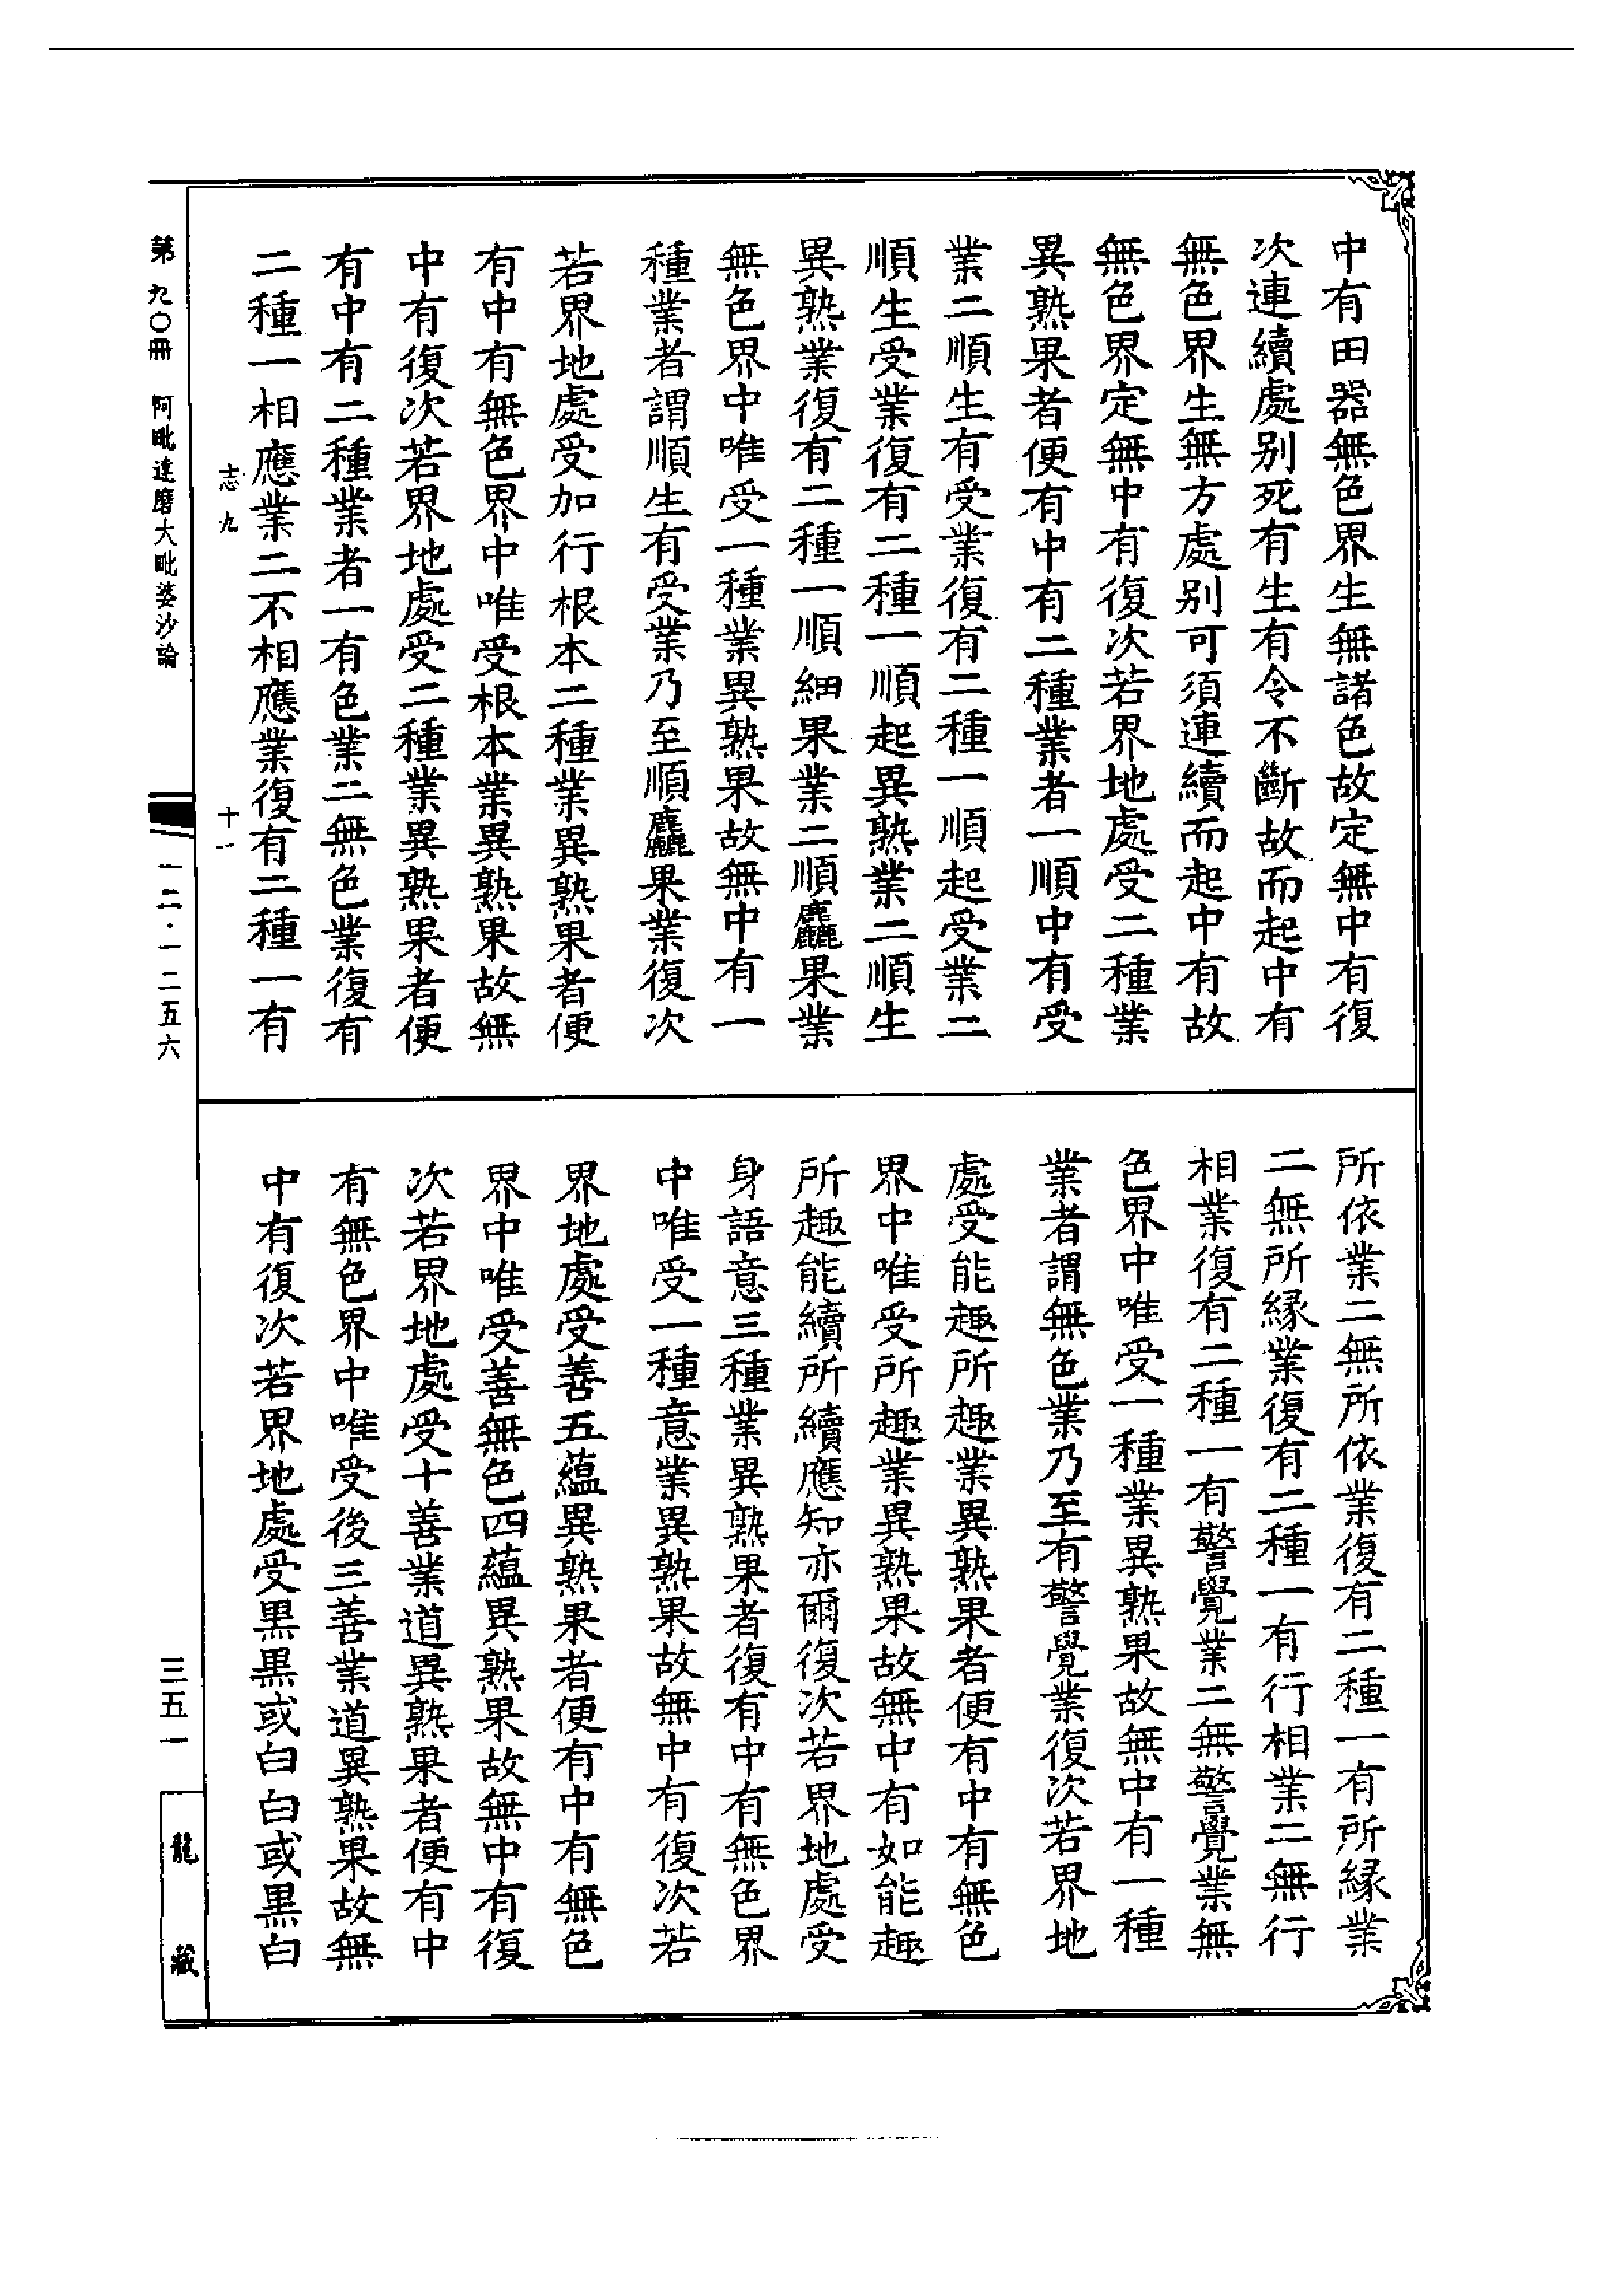 中有田器無色界生無諸色故定無中有復
次連續處别死有生有令不斷故而起中有
無色界生無方處别可須連續而起中有故
無色界定無中有復次若界地處受二種業
異熟果者便有中有二種業者一順中有受
業二順生有受業復有二種一順起受業二
順生受業復有二種一順起異熟業二順生
異熟業復有二種一順細果業二順麤果業
無色界中唯受一種業異熟果故無中有一
種業者謂順生有受業乃至順麤果業復次
若界地處受加行根本二種業異熟果者便
有中有無色界中唯受根本業異熟果故無
中有復次若界地處受二種業異熟果者便
有中有二種業者一有色業二無色業復有
二種一相應業二不相應業復有二種一有
所依業二無所依業復有二種一有所縁業
二無所縁業復有二種一有行相業二無行
相業復有二種一有警覺業二無警覺業無
色界中唯受一種業異熟果故無中有一種
業者謂無色業乃至有警覺業復次若界地
處受能趣所趣業異熟果者便有中有無色
界中唯受所趣業異熟果故無中有如能趣
所趣能續所續應知亦爾復次若界地處受
身語意三種業異熟果者復有中有無色界
中唯受一種意業異熟果故無中有復次若
界地處受善五蘊異熟果者便有中有無色
界中唯受善無色四蘊異熟果故無中有復
次若界地處受十善業道異熟果者便有中
有無色界中唯受後三善業道異熟果故無
中有復次若界地處受黑黑或白白或黑白
志九
十一
第九〇冊 阿毗達磨大毗婆沙論
一二·一二五六
三五一
龍藏